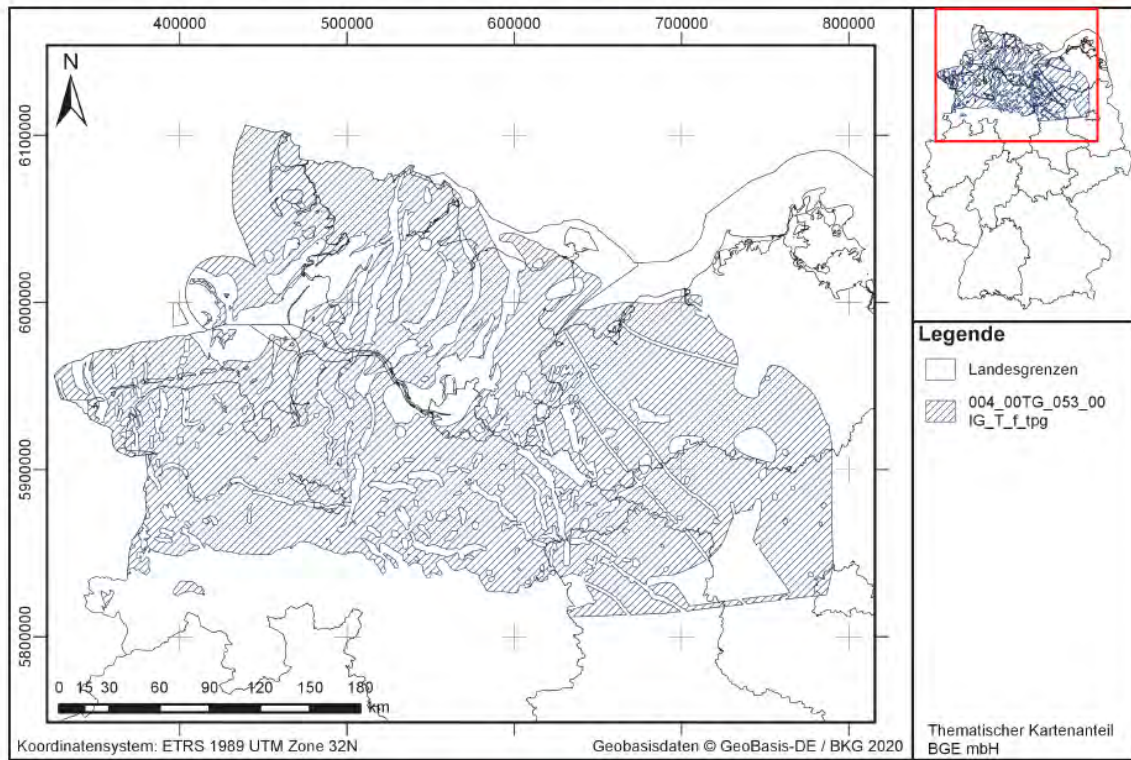 400000 500000 600000 700000 800000
N
6100000
6000000
5900000
5800000
0 15 30 60 90 120 150 180
km
Koordinatensystem: ETRS 1989 UTM Zone 32N
Geobasisdaten © GeoBasis-DE / BKG 2020
Legende
Landesgrenzen
004_00TG_053_00
IG_T_f_tpg
Thematischer Kartenanteil
BGE mbH